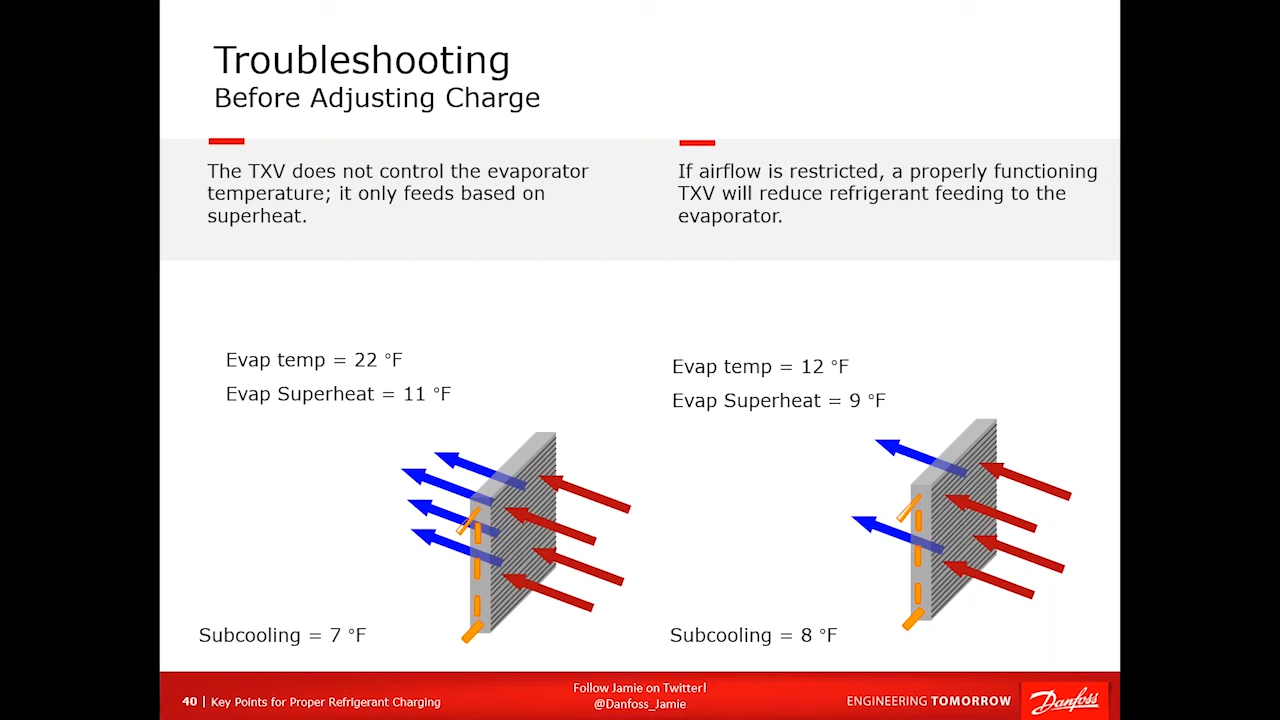 Troubleshooting
Before Adjusting Charge
The TXV does not control the evaporator
temperature; it only feeds based on
superheat.
If airflow is restricted, a properly functioning
TXV will reduce refrigerant feeding to the
evaporator.
Evap temp = 22 °F
Evap Superheat = 11 °F
Evap temp = 12 °F
Evap Superheat = 9 °F
Subcooling = 7 °F
Subcooling = 8 °F
40 | Key Points for Proper Refrigerant Charging
Follow Jamie on Twitter!
@Danfoss_Jamie
ENGINEERING TOMORROW
Danfoss